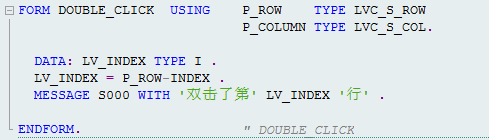 FORM DOUBLE_CLICK USING P_ROW TYPE LVC_S_ROW
P_COLUMN TYPE LVC_S_COL.
DATA: LV_INDEX TYPE I .
LV_INDEX = P_ROW-INDEX .
MESSAGE S000 WITH '双击了第' LV_INDEX '行' .
ENDFORM. " DOUBLE_CLICK